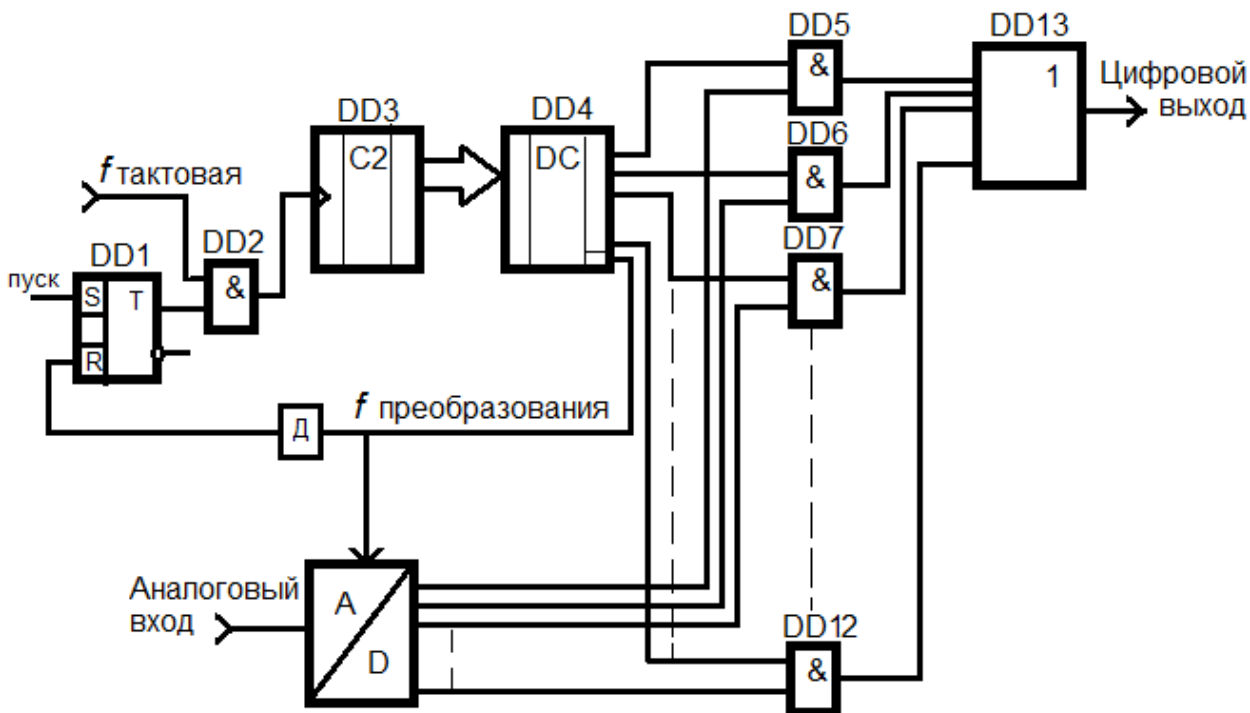 DD5
DD13
&
1
Цифровой
выход
DD3
DD4
C2
DC
DD6
&
f тактовая
DD2
DD7
DD1
&
&
пуск
S
T
R
f преобразования
Д
Аналоговый
вход
A
D
DD12
&